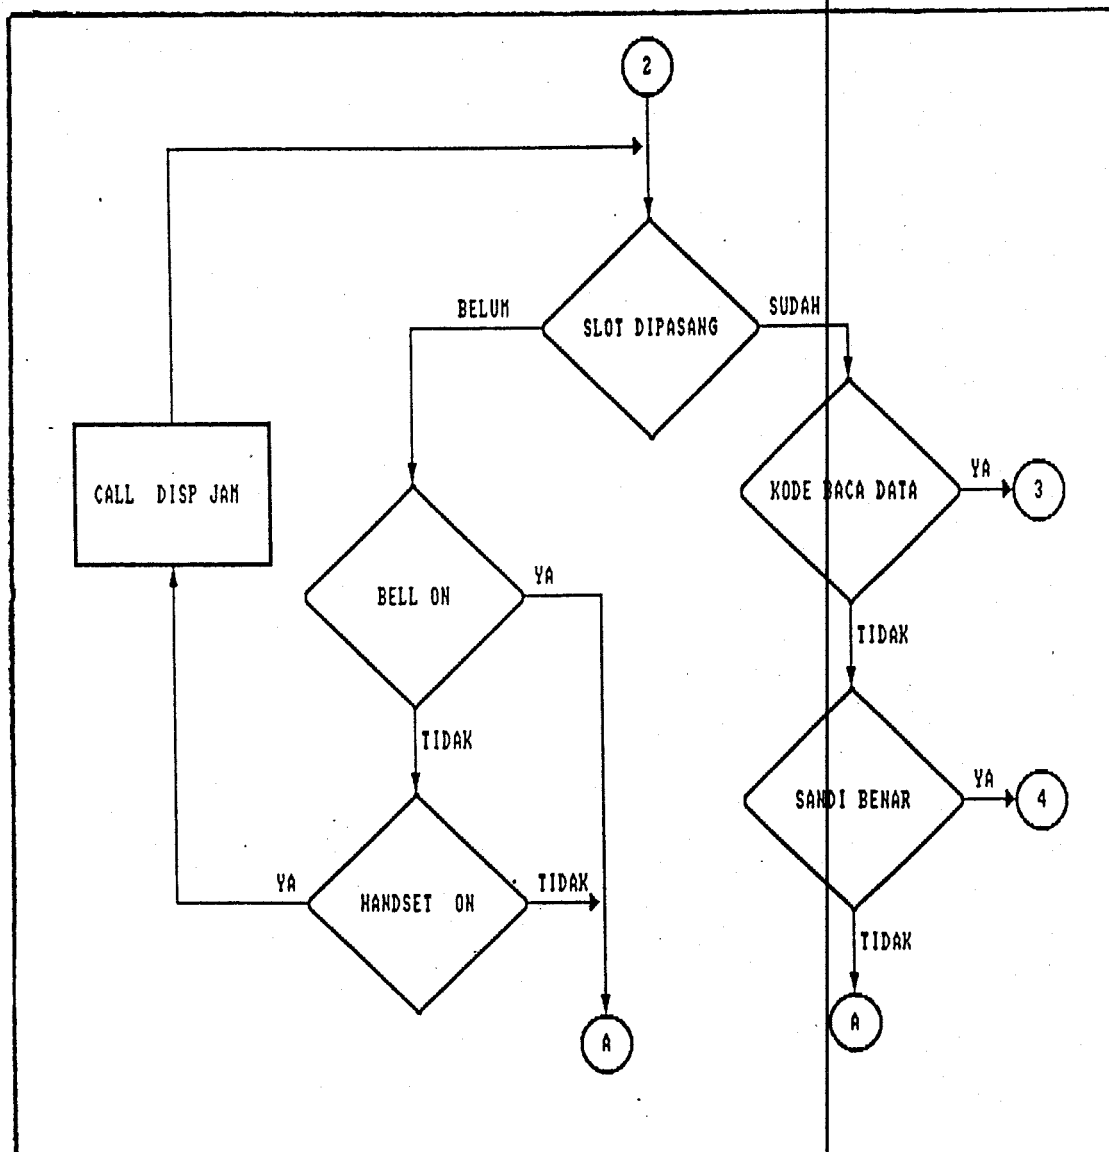 2
BELUM
SUDAH
SLOT DIPASANG
CALL DISP JAM
KODE BACA DATA
YA
3
BELL ON
YA
TIDAK
TIDAK
SANDI BENAR
YA
4
YA
HANDSET ON
TIDAK
TIDAK
A
A